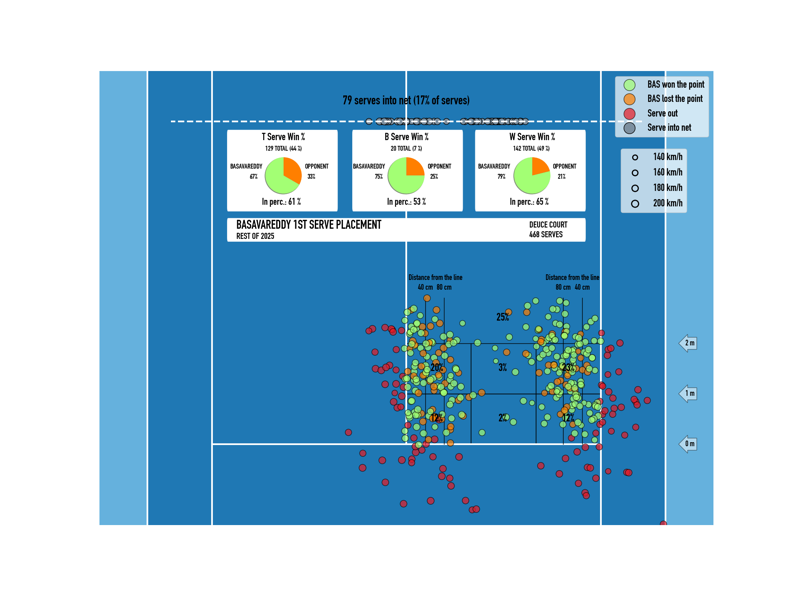 79 serves into net (17% of serves)
BAS won the point
BAS lost the point
Serve out
Serve into net
140 km/h
160 km/h
180 km/h
200 km/h
T Serve Win %
129 TOTAL (44 %)
BASAVAREDDY
67%
OPPONENT
33%
In perc.: 61 %
B Serve Win %
20 TOTAL (7 %)
BASAVAREDDY
75%
OPPONENT
25%
In perc.: 53 %
W Serve Win %
142 TOTAL (49 %)
BASAVAREDDY
79%
OPPONENT
21%
In perc.: 65 %
BASAVAREDDY 1ST SERVE PLACEMENT
REST OF 2025
DEUCE COURT
468 SERVES
Distance from the line
40 cm 80 cm
Distance from the line
80 cm 40 cm
25%
2 m
3%
1 m
2%
0 m